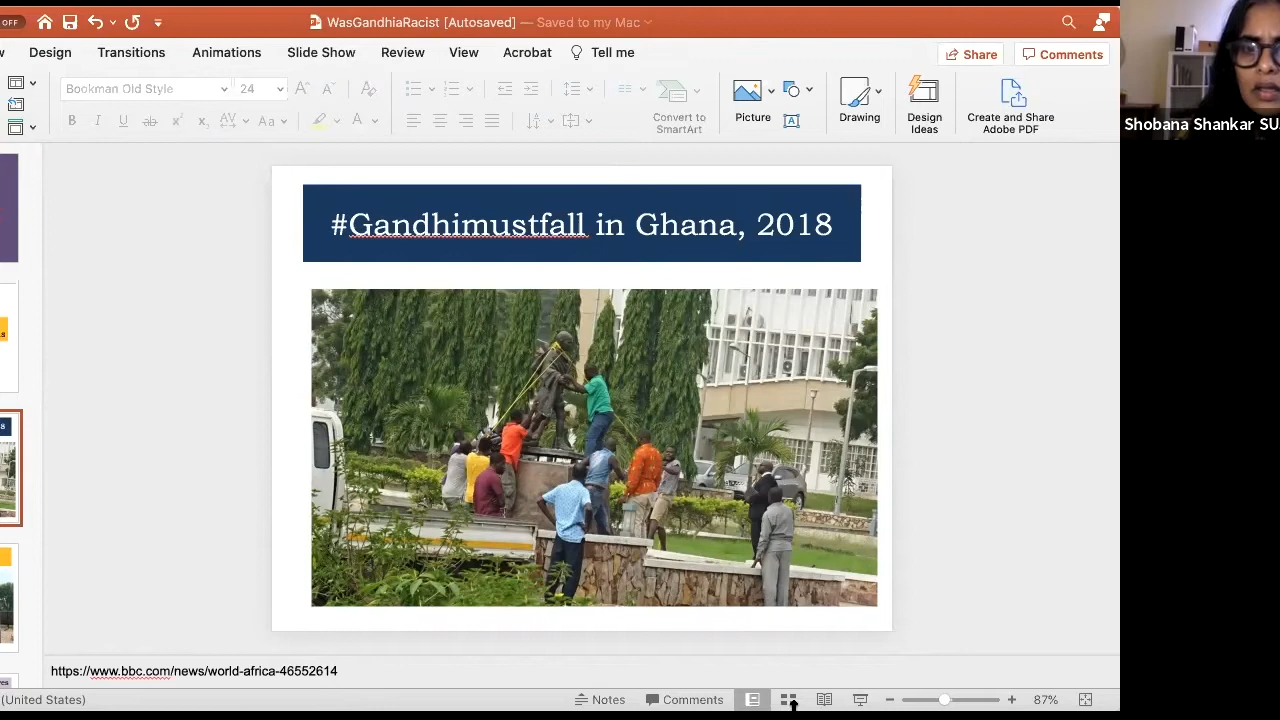 OFF
WasGandhiaRacist [Autosaved] — Saved to my Mac
Design Transitions Animations Slide Show Review View Acrobat Tell me
Share Comments
Bookman Old Style 24
Convert to SmartArt
Picture
Drawing
Design Ideas
Create and Share Adobe PDF
Shobana Shankar SU
#Gandhimustfall in Ghana, 2018
https://www.bbc.com/news/world-africa-46552614
(United States) Notes Comments 87%